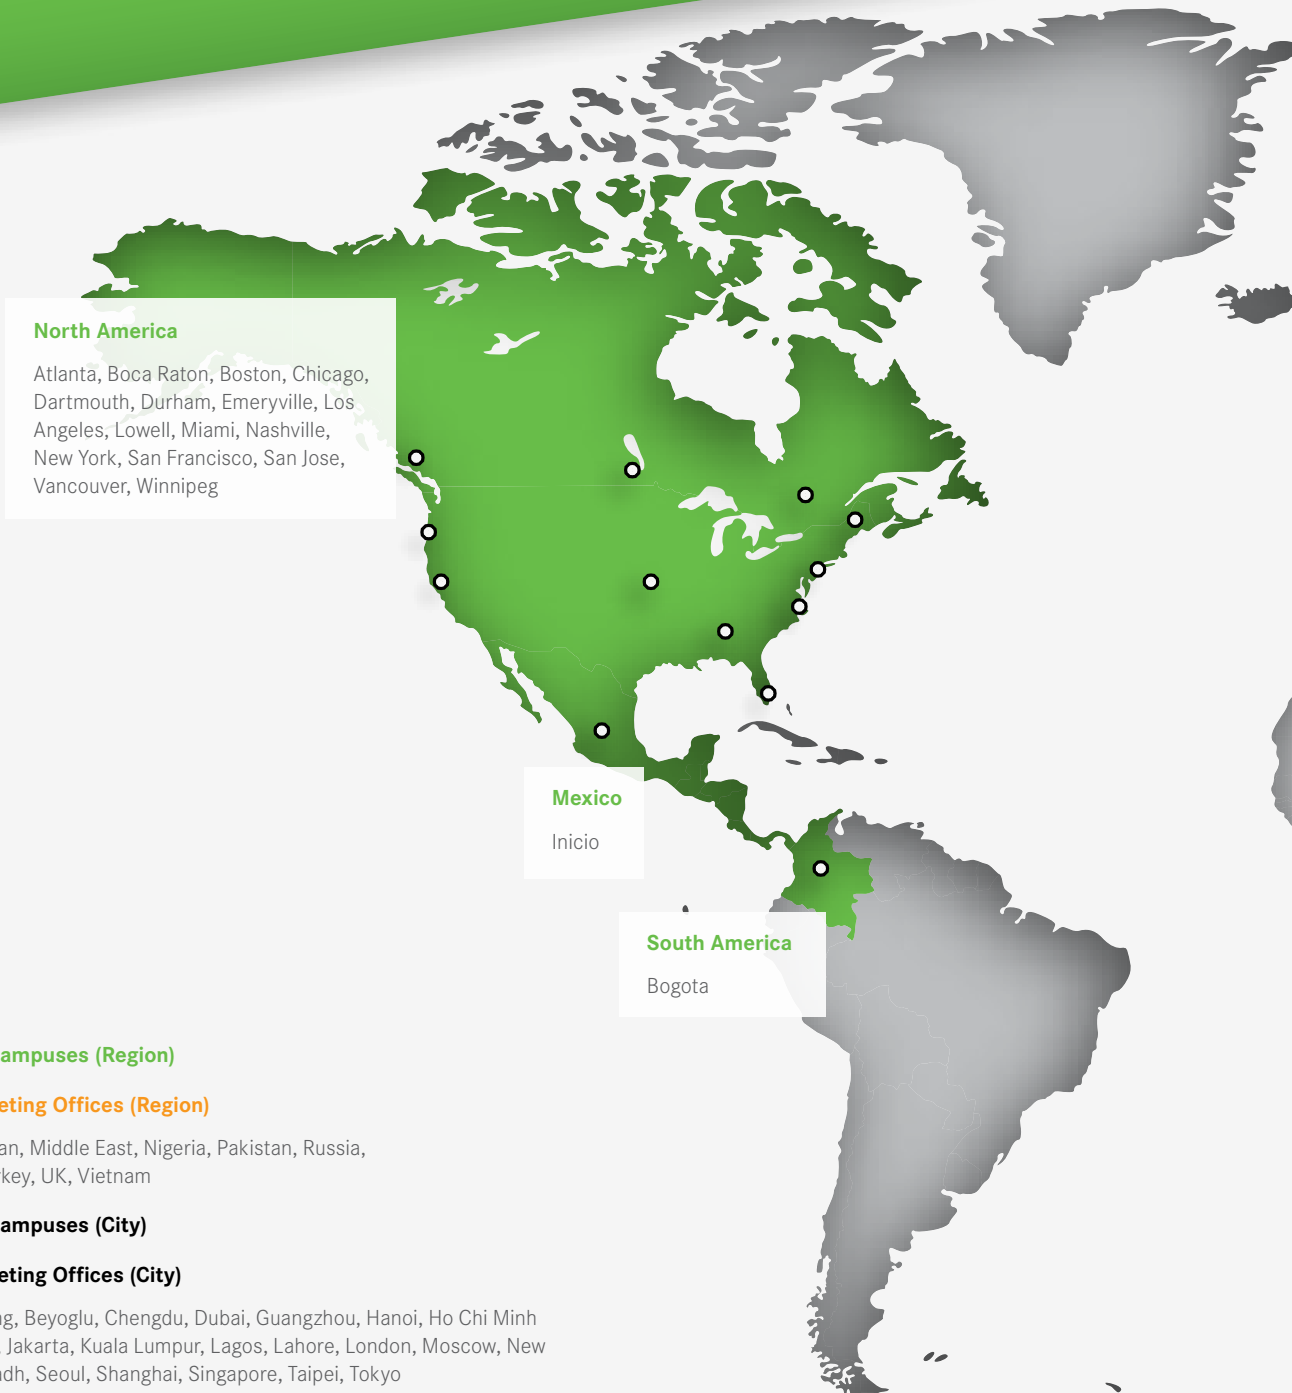 North America
Atlanta, Boca Raton, Boston, Chicago,
Dartmouth, Durham, Emeryville, Los
Angeles, Lowell, Miami, Nashville,
New York, San Francisco, San Jose,
Vancouver, Winnipeg
Mexico
Inicio
South America
Bogota
ampuses (Region)
eting Offices (Region)
an, Middle East, Nigeria, Pakistan, Russia,
key, UK, Vietnam
ampuses (City)
eting Offices (City)
ng, Beyoglu, Chengdu, Dubai, Guangzhou, Hanoi, Ho Chi Minh
Jakarta, Kuala Lumpur, Lagos, Lahore, London, Moscow, New
adh, Seoul, Shanghai, Singapore, Taipei, Tokyo